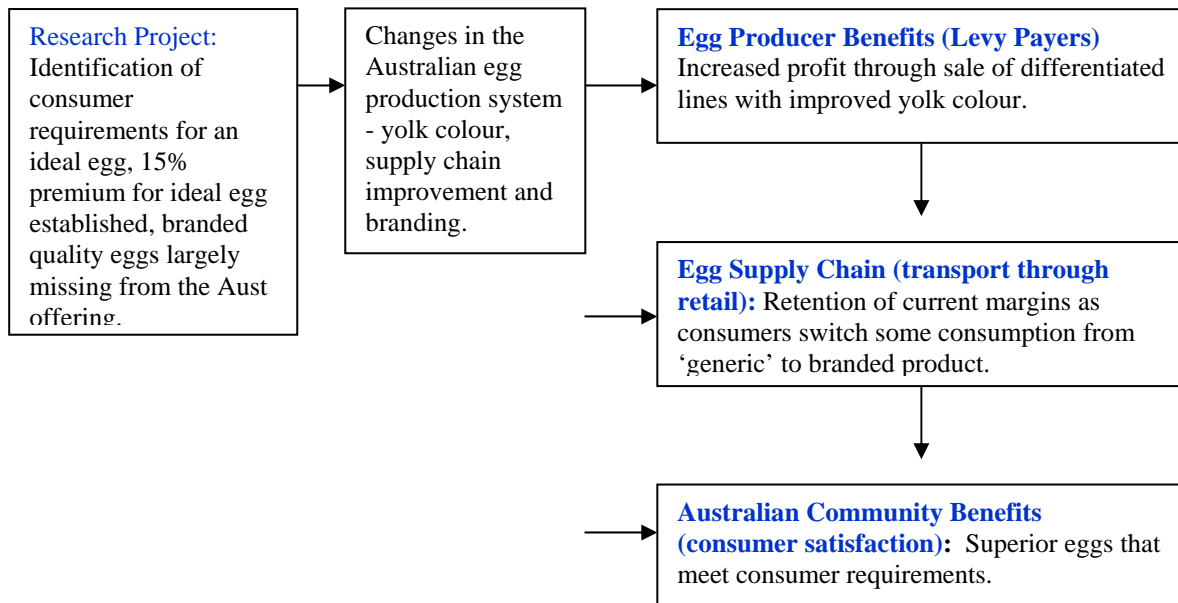 Research Project:
Identification of
consumer
requirements for an
ideal egg, 15%
premium for ideal egg
established, branded
quality eggs largely
missing from the Aust
offering.
Changes in the
Australian egg
production system
- yolk colour,
supply chain
improvement and
branding.
Egg Producer Benefits (Levy Payers)
Increased profit through sale of differentiated
lines with improved yolk colour.
Egg Supply Chain (transport through
retail): Retention of current margins as
consumers switch some consumption from
‘generic’ to branded product.
Australian Community Benefits
(consumer satisfaction): Superior eggs that
meet consumer requirements.